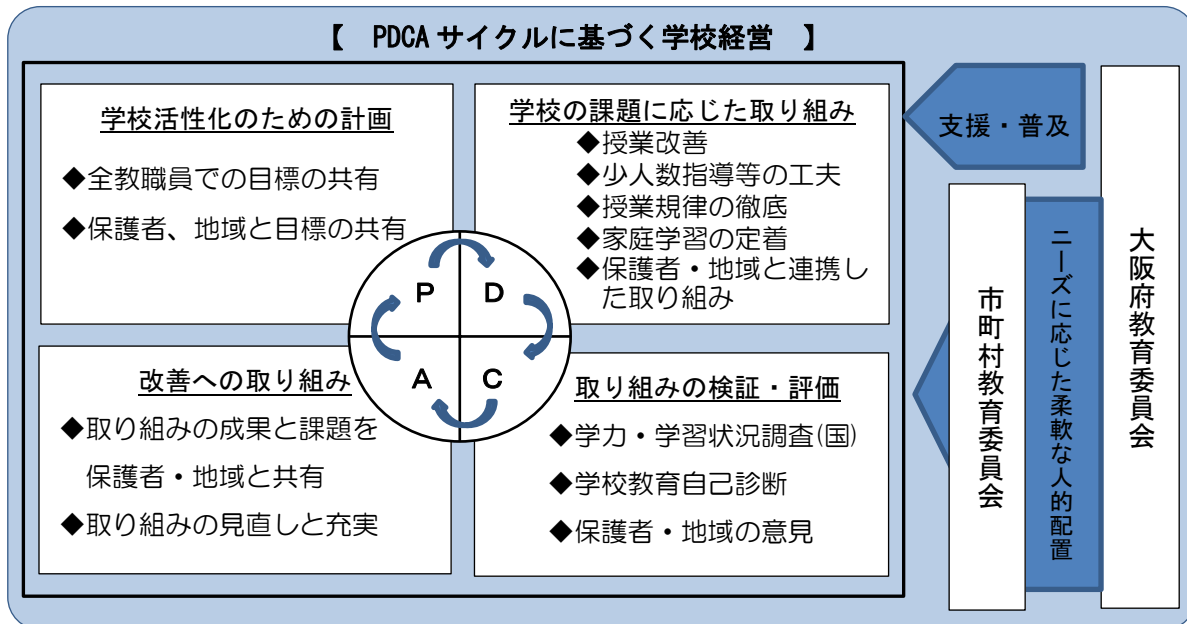 【 PDCAサイクルに基づく学校経営 】
学校活性化のための計画
◆全教職員での目標の共有
◆保護者、地域と目標の共有
学校の課題に応じた取り組み
◆授業改善
◆少人数指導等の工夫
◆授業規律の徹底
◆家庭学習の定着
◆保護者・地域と連携し
た取り組み
P
D
A
C
改善への取り組み
◆取り組みの成果と課題を
保護者・地域と共有
◆取り組みの見直しと充実
取り組みの検証・評価
◆学力・学習状況調査(国)
◆学校教育自己診断
◆保護者・地域の意見
支援・普及
市町村教育委員会
ニーズに応じた柔軟な人的配置
大阪府教育委員会